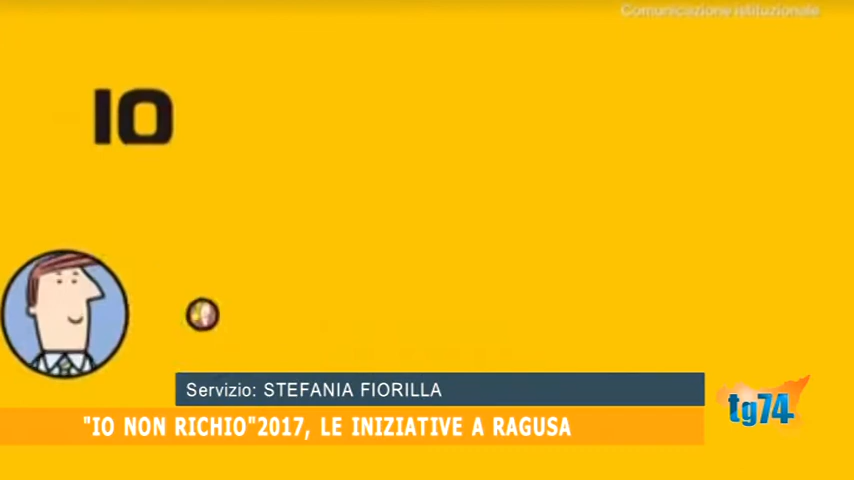 Comunicazione istituzionale
IO
Servizio: STEFANIA FIORILLA
"IO NON RICHIO"2017, LE INIZIATIVE A RAGUSA
tg74